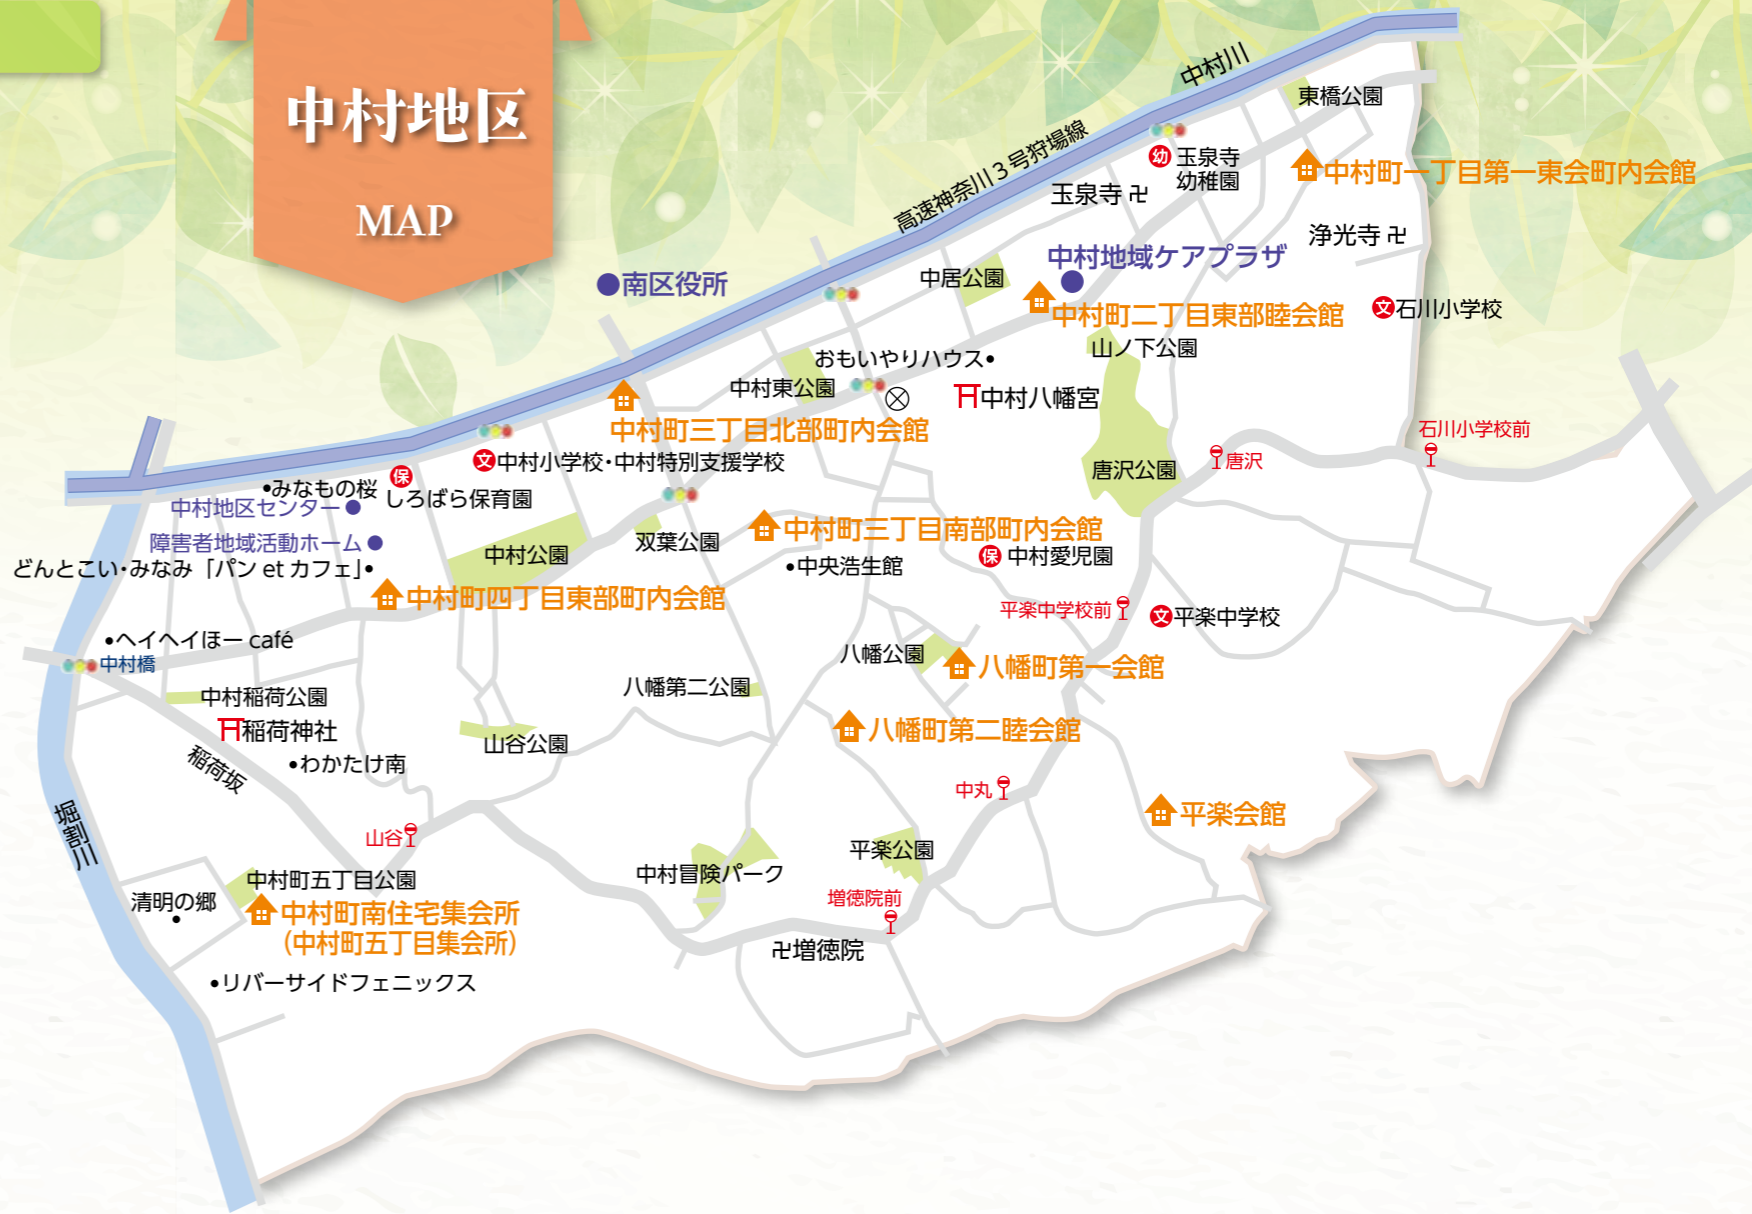 中村地区
MAP
中村川
高速神奈川3号狩場線
東橋公園
幼
玉泉寺
幼稚園
玉泉寺 卍
中村町一丁目第一東会町内会館
浄光寺 卍
中村地域ケアプラザ
南区役所
中居公園
中村町二丁目東部睦会館
文
石川小学校
山ノ下公園
おもいやりハウス•
中村東公園
中村八幡宮
中村町三丁目北部町内会館
石川小学校前
唐沢
唐沢公園
文
中村小学校・中村特別支援学校
保
しろばら保育園
•みなもの桜
中村地区センター
障害者地域活動ホーム
どんとこい・みなみ「パン et カフェ」•
中村公園
双葉公園
中村町三丁目南部町内会館
•中央浩生館
保
中村愛児園
中村町四丁目東部町内会館
平楽中学校前
文
平楽中学校
•ヘイヘイほー café
中村橋
八幡公園
八幡町第一会館
中村稲荷公園
八幡第二公園
稲荷神社
山谷公園
八幡町第二睦会館
稲荷坂
•わかたけ南
中丸
平楽会館
堀割川
山谷
平楽公園
中村冒険パーク
中村町五丁目公園
清明の郷
•
増徳院前
中村町南住宅集会所
（中村町五丁目集会所）
卍増徳院
•リバーサイドフェニックス